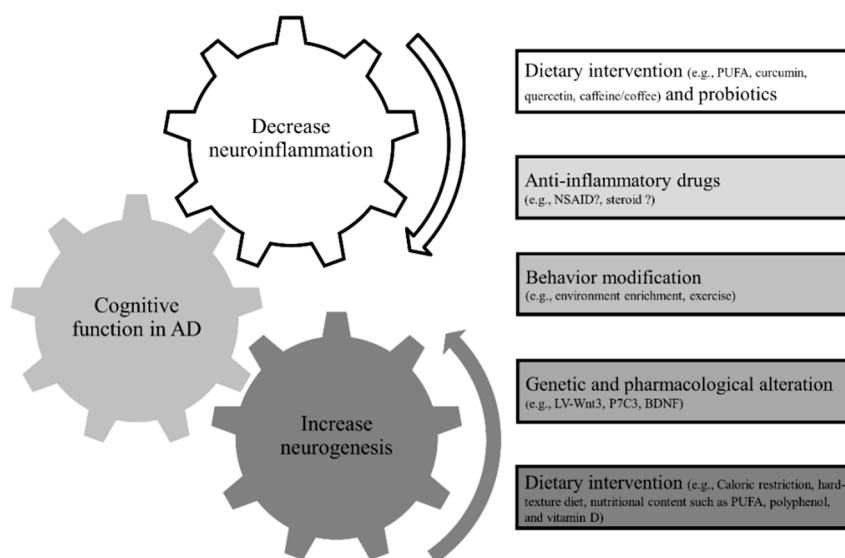 Decrease
neuroinflammation
Cognitive
function in AD
Increase
neurogenesis
Dietary intervention (e.g., PUFA, curcumin,
quercetin, caffeine/coffee) and probiotics
Anti-inflammatory drugs
(e.g., NSAID?, steroid ?)
Behavior modification
(e.g., environment enrichment, exercise)
Genetic and pharmacological alteration
(e.g., LV-Wnt3, P7C3, BDNF)
Dietary intervention (e.g., Caloric restriction, hard-
texture diet, nutritional content such as PUFA, polyphenol,
and vitamin D)